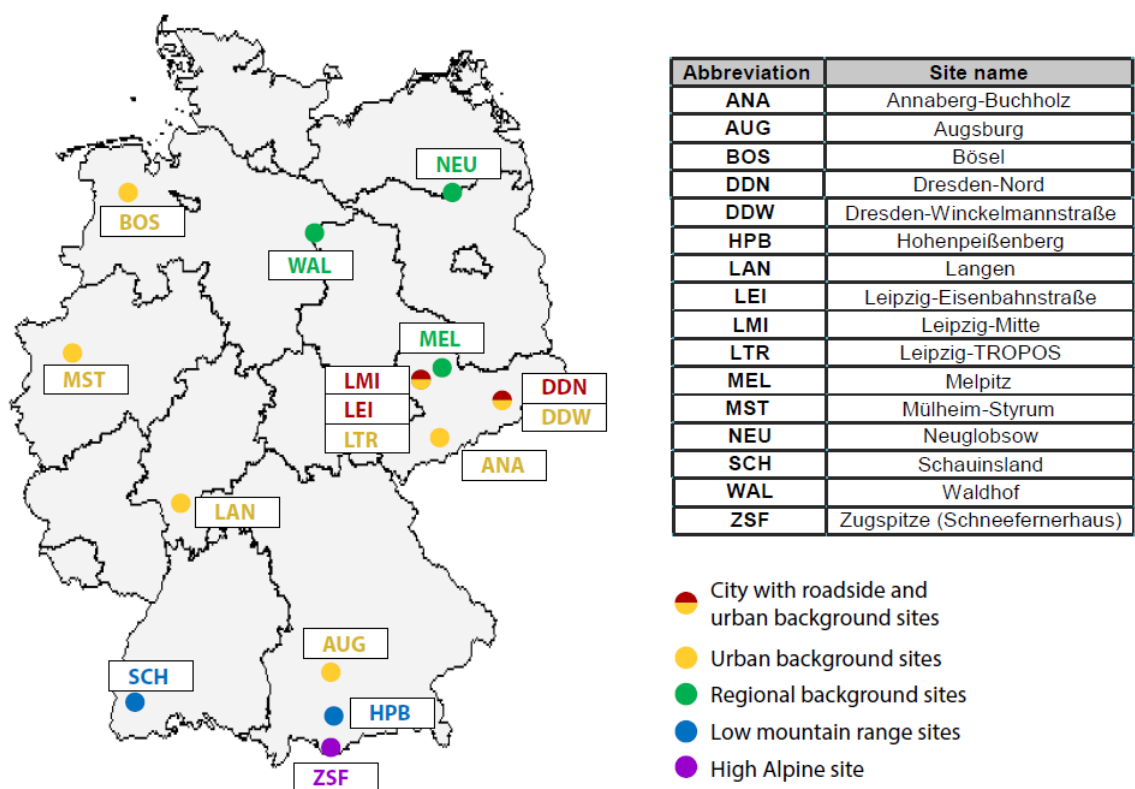 NEU
BOS
WAL
MEL
MST
LMI
LEI
LTR
DDN
DDW
ANA
LAN
AUG
SCH
HPB
ZSF
Abbreviation Site name
ANA Annaberg-Buchholz
AUG Augsburg
BOS Bösel
DDN Dresden-Nord
DDW Dresden-Winckelmannstraße
HPB Hohenpeißenberg
LAN Langen
LEI Leipzig-Eisenbahnstraße
LMI Leipzig-Mitte
LTR Leipzig-TROPOS
MEL Melpitz
MST Mülheim-Styrum
NEU Neuglobsow
SCH Schauinsland
WAL Waldhof
ZSF Zugspitze (Schneefernerhaus)
City with roadside and
urban background sites
Urban background sites
Regional background sites
Low mountain range sites
High Alpine site